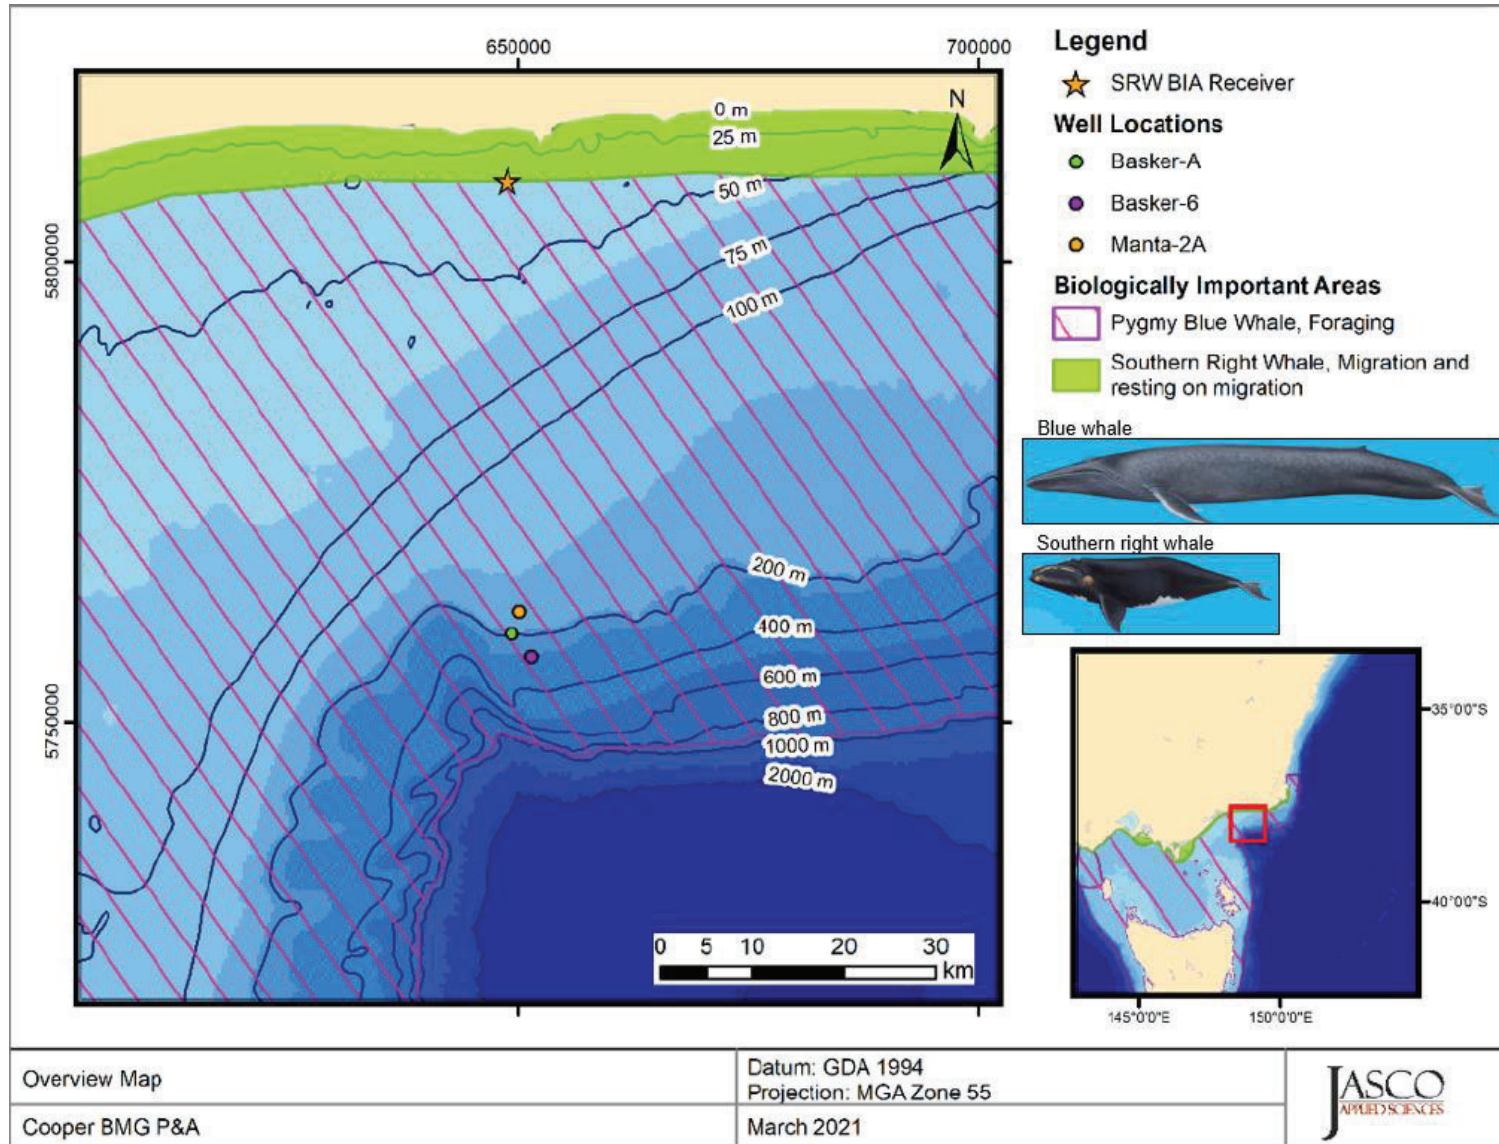 650000
700000
5800000
5750000
N
0 m
25 m
50 m
75 m
100 m
200 m
400 m
600 m
800 m
1000 m
2000 m
0 5 10 20 30
km
Legend
SRW BIA Receiver
Well Locations
Basker-A
Basker-6
Manta-2A
Biologically Important Areas
Pygmy Blue Whale, Foraging
Southern Right Whale, Migration and
resting on migration
Blue whale
Southern right whale
35°00"S
40°00"S
145°0'0"E
150°0'0"E
Overview Map
Datum: GDA 1994
Projection: MGA Zone 55
Cooper BMG P&A
March 2021
JASCO
APPLIED SCIENCES